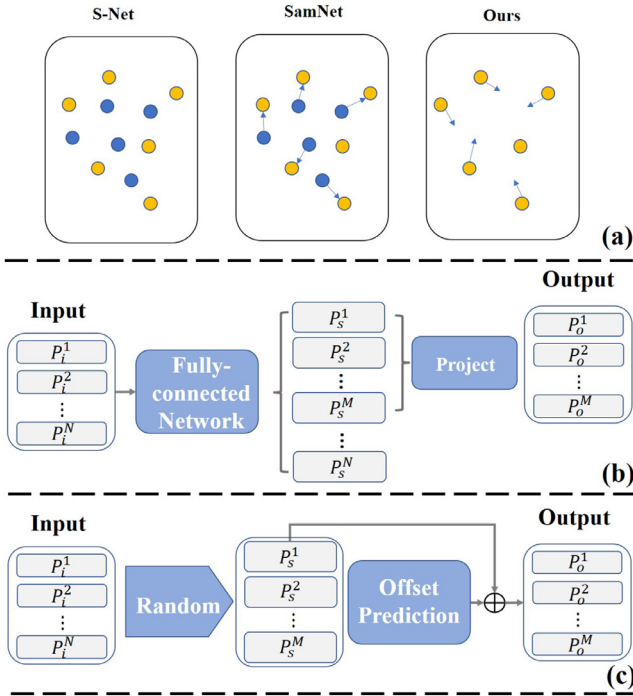 S-Net SamNet Ours
(a)
Input Output
P_i^1 P_s^1 P_o^1
P_i^2 Fully-connected Network P_s^2 Project P_o^2
⋮ ⋮ ⋮
P_i^N P_s^M P_o^M
⋮
P_s^N
(b)
Input Output
P_i^1 P_s^1 P_o^1
P_i^2 Random P_s^2 Offset Prediction ⊕ P_o^2
⋮ ⋮ ⋮
P_i^N P_s^M P_o^M
(c)